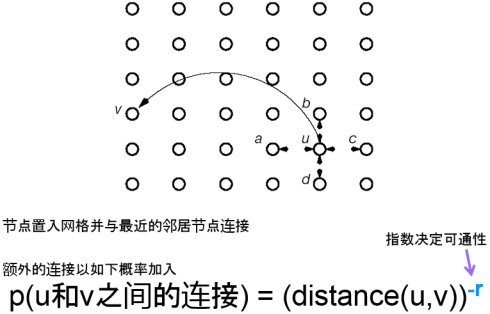 v
b
a
u
c
d
节点置入网格并与最近的邻居节点连接
指数决定可通性
额外的连接以如下概率加入
p(u和v之间的连接) = (distance(u,v))-r